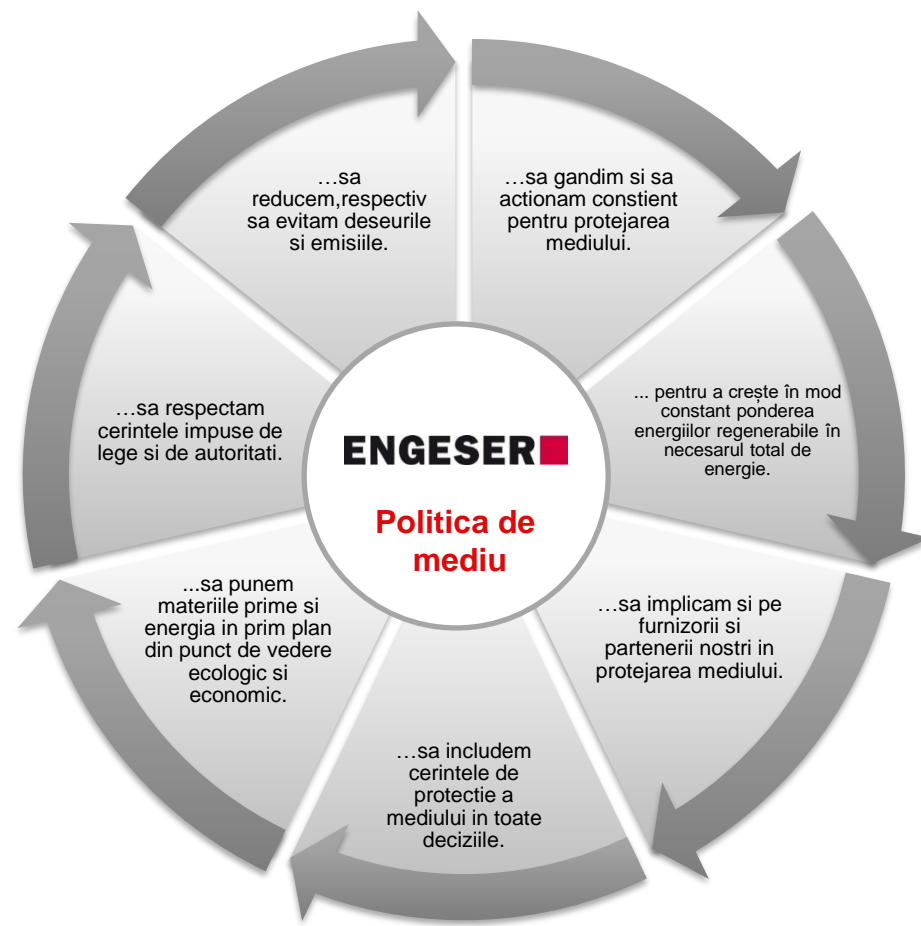 ENGESER
Politica de
mediu
…sa gandim si sa
actionam constient
pentru protejarea
mediului.
... pentru a crește în mod
constant ponderea
energiilor regenerabile în
necesarul total de
energie.
…sa implicam si pe
furnizorii si
partenerii nostri in
protejarea mediului.
…sa includem
cerintele de
protectie a
mediului in toate
deciziile.
...sa punem
materiile prime si
energia in prim plan
din punct de vedere
ecologic si
economic.
…sa respectam
cerintele impuse de
lege si de autoritati.
…sa
reducem,respectiv
sa evitam deseurile
si emisiile.